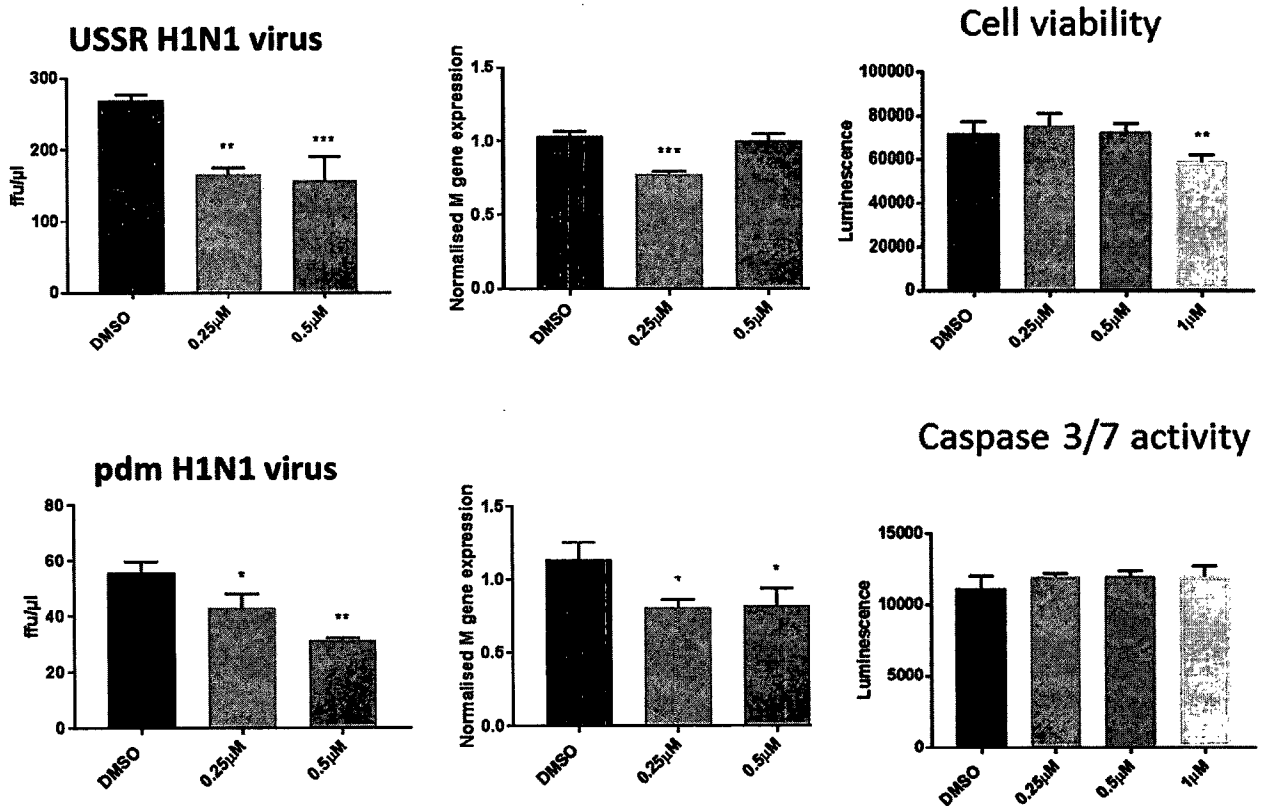 USSR H1N1 virus
ffu/µl
300
200
100
0
**
***
DMSO
0.25µM
0.5µM
Normalised M gene expression
1.5
1.0
0.5
0.0
***
DMSO
0.25µM
0.5µM
Cell viability
Luminescence
100000
80000
60000
40000
20000
0
**
DMSO
0.25µM
0.5µM
1µM
pdm H1N1 virus
ffu/µl
80
60
40
20
0
*
**
DMSO
0.25µM
0.5µM
Normalised M gene expression
1.5
1.0
0.5
0.0
*
*
DMSO
0.25µM
0.5µM
Caspase 3/7 activity
Luminescence
15000
10000
5000
0
DMSO
0.25µM
0.5µM
1µM